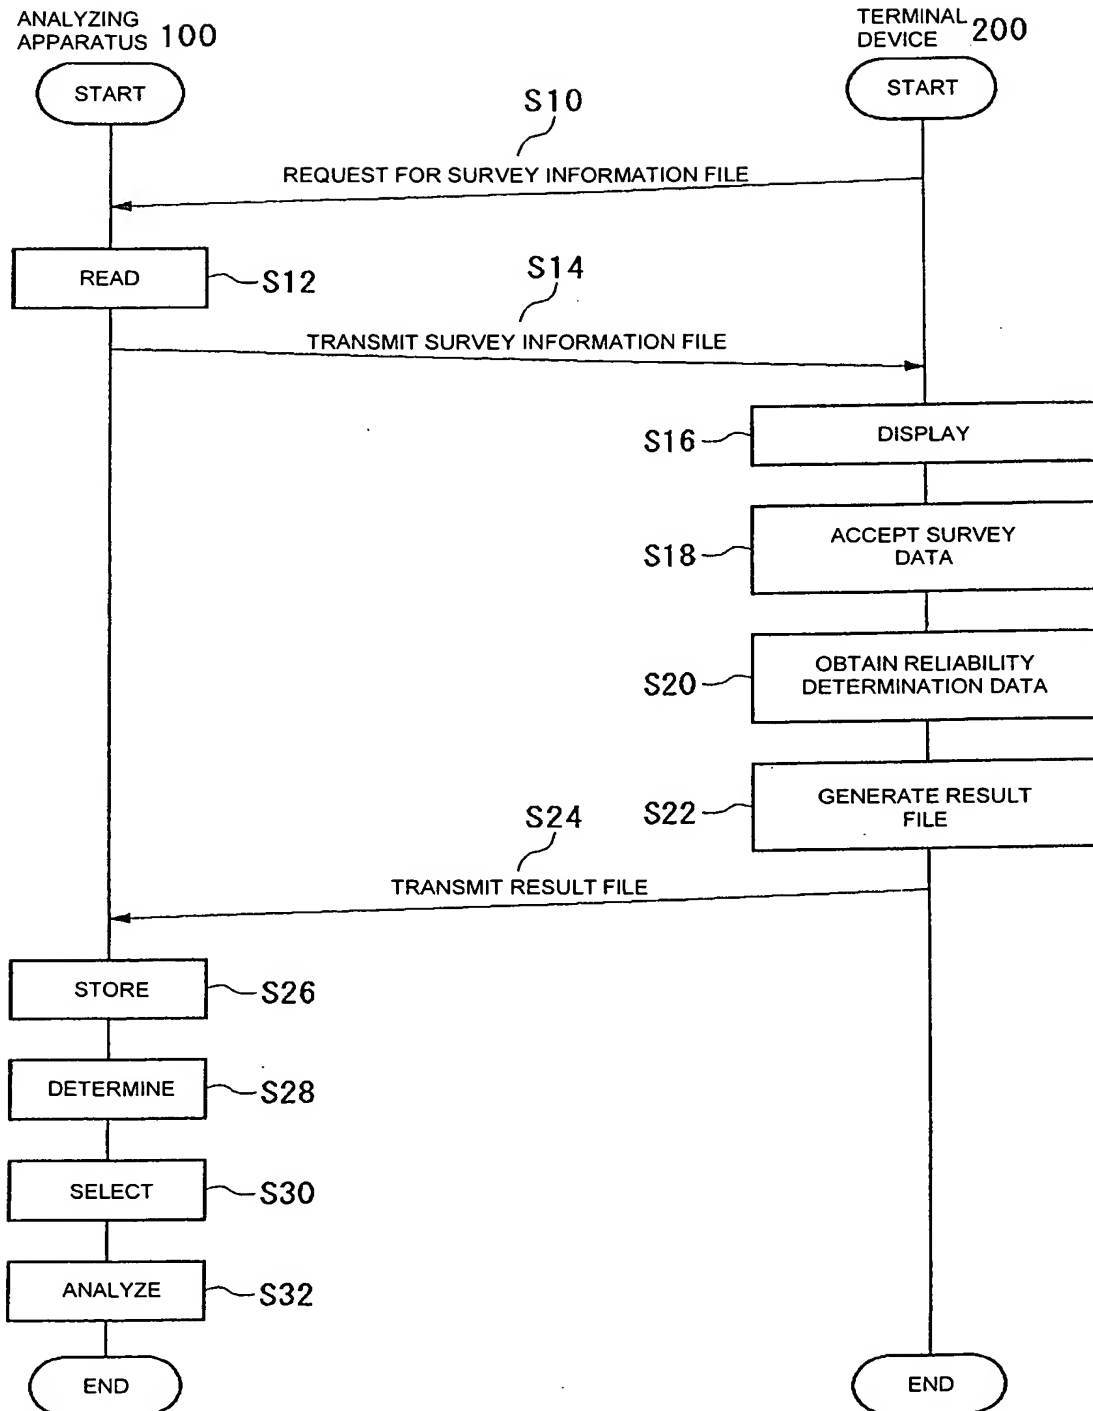 ANALYZING
APPARATUS 100
TERMINAL
DEVICE 200
START
START
S10
REQUEST FOR SURVEY INFORMATION FILE
READ
S12
S14
TRANSMIT SURVEY INFORMATION FILE
S16
DISPLAY
S18
ACCEPT SURVEY
DATA
S20
OBTAIN RELIABILITY
DETERMINATION DATA
S22
GENERATE RESULT
FILE
S24
TRANSMIT RESULT FILE
STORE
S26
DETERMINE
S28
SELECT
S30
ANALYZE
S32
END
END